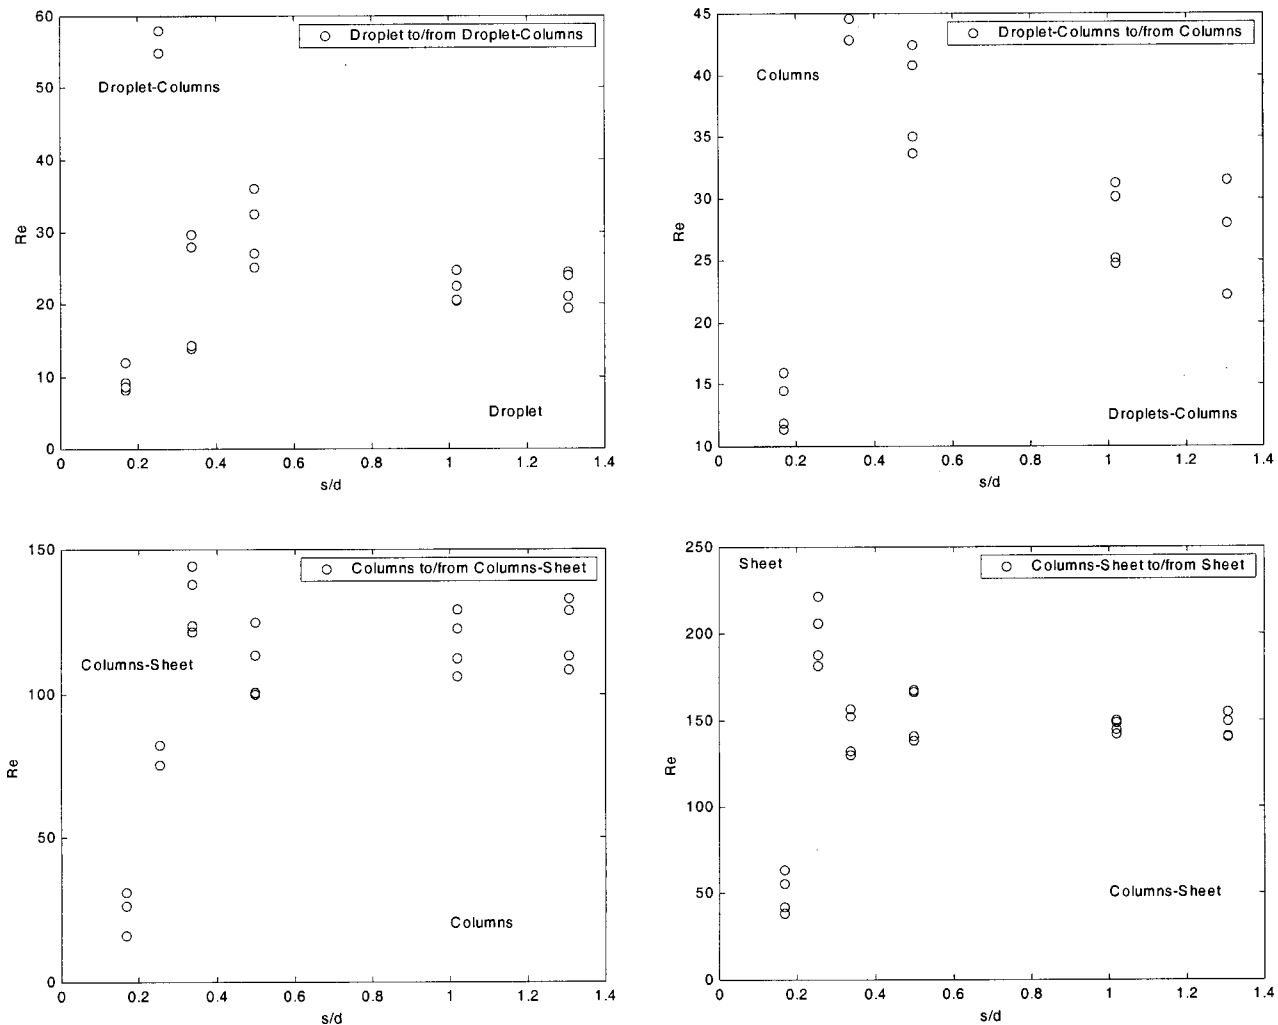 60
50
40
30
20
10
0
Re
Droplet to/from Droplet-Columns
Droplet-Columns
Droplet
0 0.2 0.4 0.6 0.8 1 1.2 1.4
s/d
45
40
35
30
25
20
15
10
Re
Droplet-Columns to/from Columns
Columns
Droplets-Columns
0 0.2 0.4 0.6 0.8 1 1.2 1.4
s/d
150
100
50
0
Re
Columns to/from Columns-Sheet
Columns-Sheet
Columns
0 0.2 0.4 0.6 0.8 1 1.2 1.4
s/d
250
200
150
100
50
0
Re
Sheet
Columns-Sheet to/from Sheet
Columns-Sheet
0 0.2 0.4 0.6 0.8 1 1.2 1.4
s/d